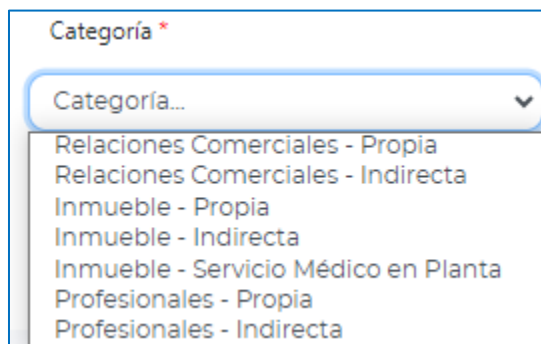 Categoría *
Categoría...
Relaciones Comerciales - Propia
Relaciones Comerciales - Indirecta
Inmueble - Propia
Inmueble - Indirecta
Inmueble - Servicio Médico en Planta
Profesionales - Propia
Profesionales - Indirecta